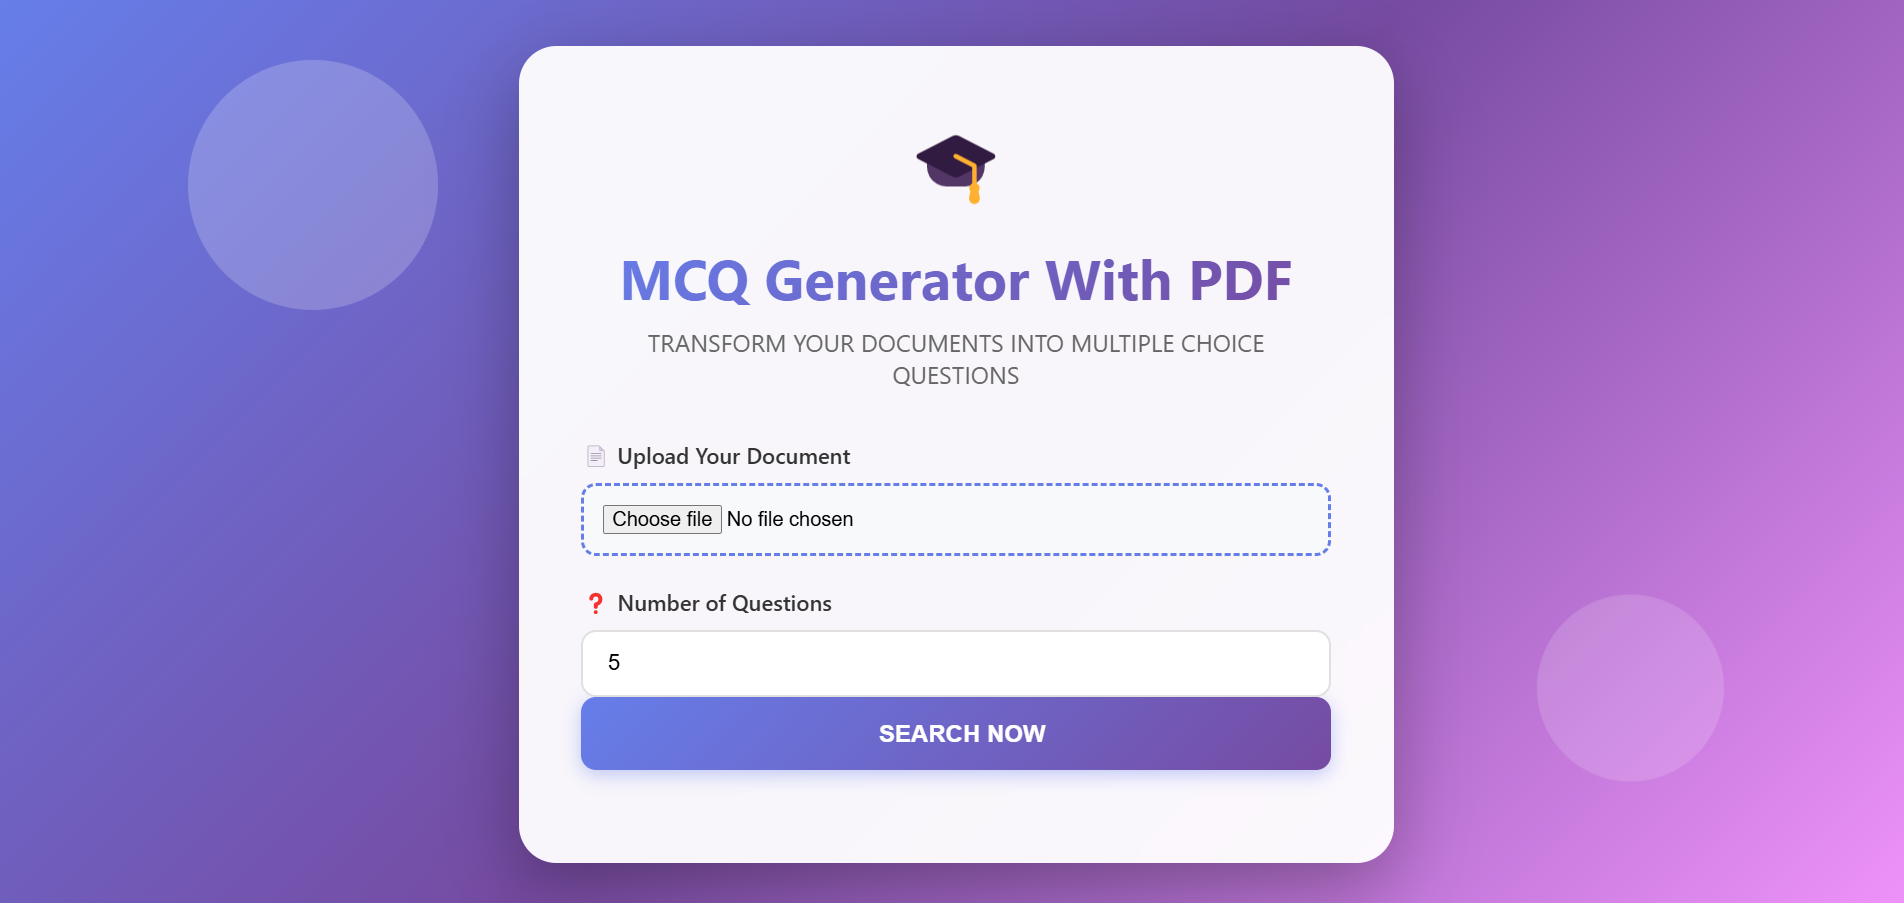 MCQ Generator With PDF
TRANSFORM YOUR DOCUMENTS INTO MULTIPLE CHOICE
QUESTIONS
Upload Your Document
Choose file No file chosen
Number of Questions
5
SEARCH NOW